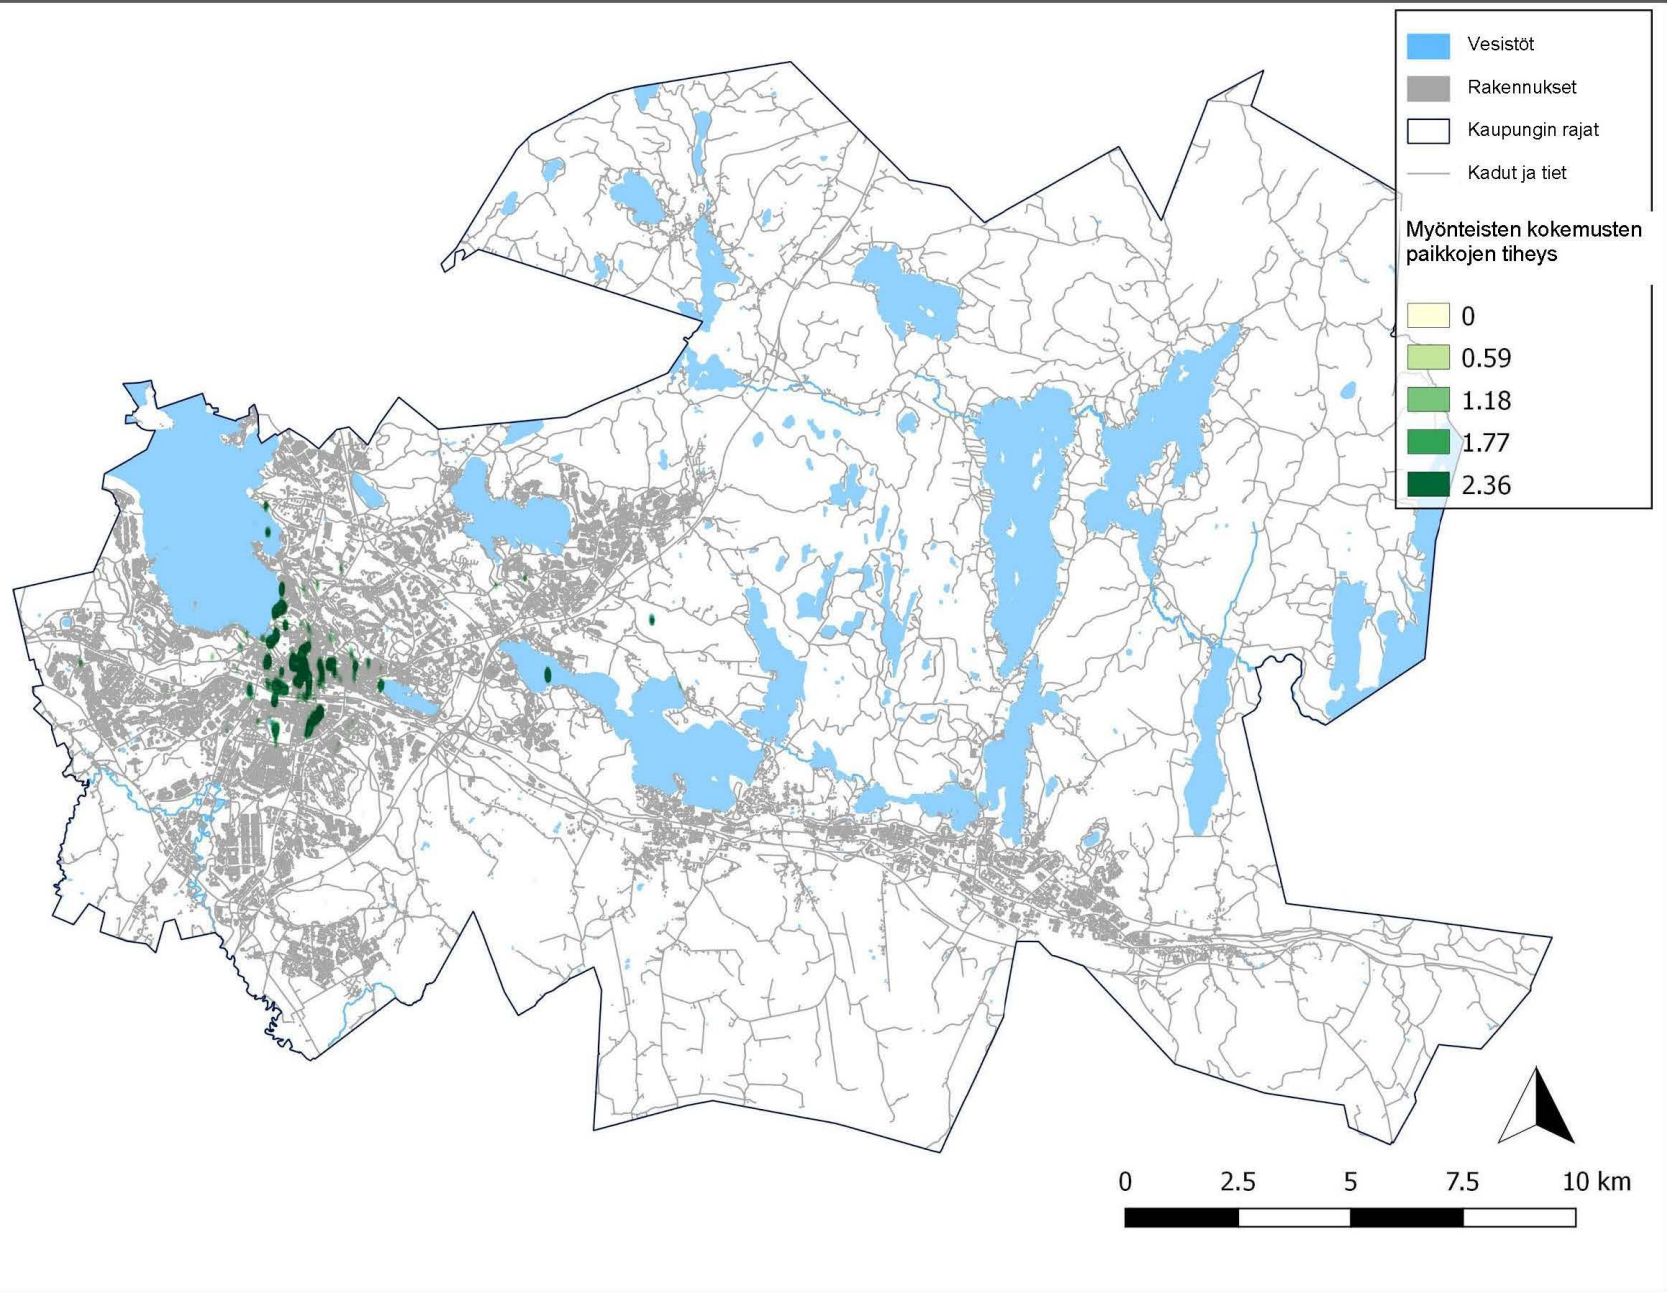 Vesistöt
Rakennukset
Kaupungin rajat
Kadut ja tiet
Myönteisten kokemusten
paikkojen tiheys
0
0.59
1.18
1.77
2.36
0 2.5 5 7.5 10 km